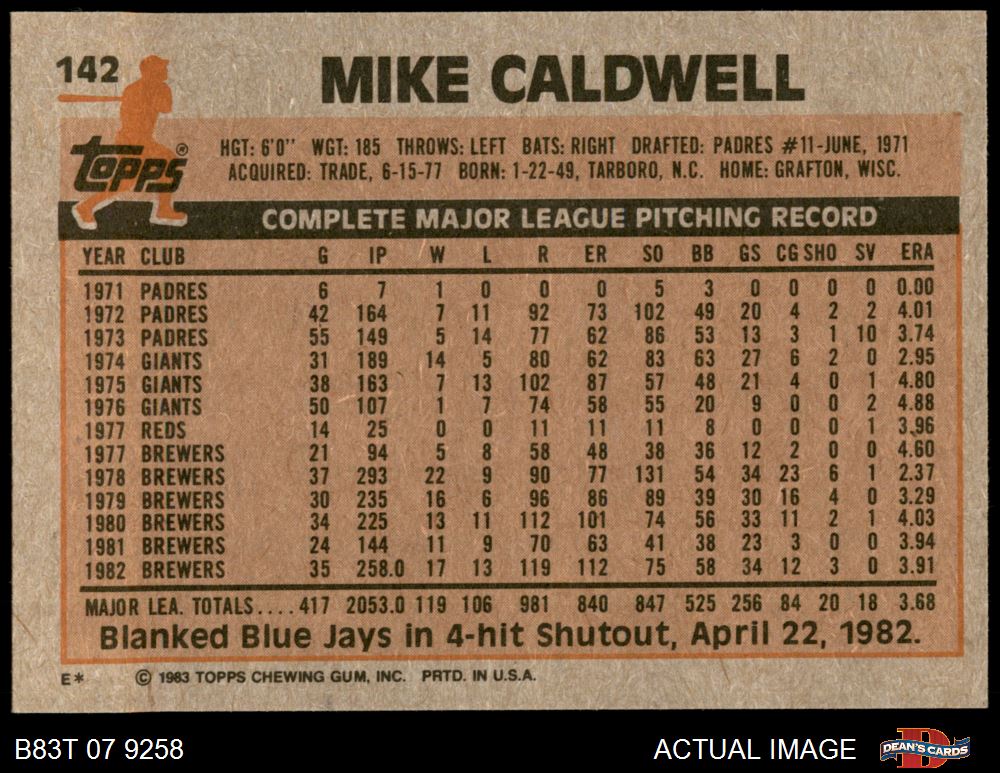 142
MIKE CALDWELL
TOPPS®
HGT: 6'0" WGT: 185 THROWS: LEFT BATS: RIGHT DRAFTED: PADRES #11-JUNE, 1971
ACQUIRED: TRADE, 6-15-77 BORN: 1-22-49, TARBORO, N.C. HOME: GRAFTON, WISC.
COMPLETE MAJOR LEAGUE PITCHING RECORD
YEAR CLUB G IP W L R ER SO BB GS CG SHO SV ERA
1971 PADRES 6 7 1 0 0 0 5 3 0 0 0 0 0.00
1972 PADRES 42 164 7 11 92 73 102 49 20 4 2 2 4.01
1973 PADRES 55 149 5 14 77 62 86 53 13 3 1 10 3.74
1974 GIANTS 31 189 14 5 80 62 83 63 27 6 2 0 2.95
1975 GIANTS 38 163 7 13 102 87 57 48 21 4 0 1 4.80
1976 GIANTS 50 107 1 7 74 58 55 20 9 0 0 2 4.88
1977 REDS 14 25 0 0 11 11 11 8 0 0 0 1 3.96
1977 BREWERS 21 94 5 8 58 48 38 36 12 2 0 0 4.60
1978 BREWERS 37 293 22 9 90 77 131 54 34 23 6 1 2.37
1979 BREWERS 30 235 16 6 96 86 89 39 30 16 4 0 3.29
1980 BREWERS 34 225 13 11 112 101 74 56 33 11 2 1 4.03
1981 BREWERS 24 144 11 9 70 63 41 38 23 3 0 0 3.94
1982 BREWERS 35 258.0 17 13 119 112 75 58 34 12 3 0 3.91
MAJOR LEA. TOTALS.... 417 2053.0 119 106 981 840 847 525 256 84 20 18 3.68
Blanked Blue Jays in 4-hit Shutout, April 22, 1982.
E* © 1983 TOPPS CHEWING GUM, INC. PRTD. IN U.S.A.
B83T 07 9258 ACTUAL IMAGE DEAN'S CARDS